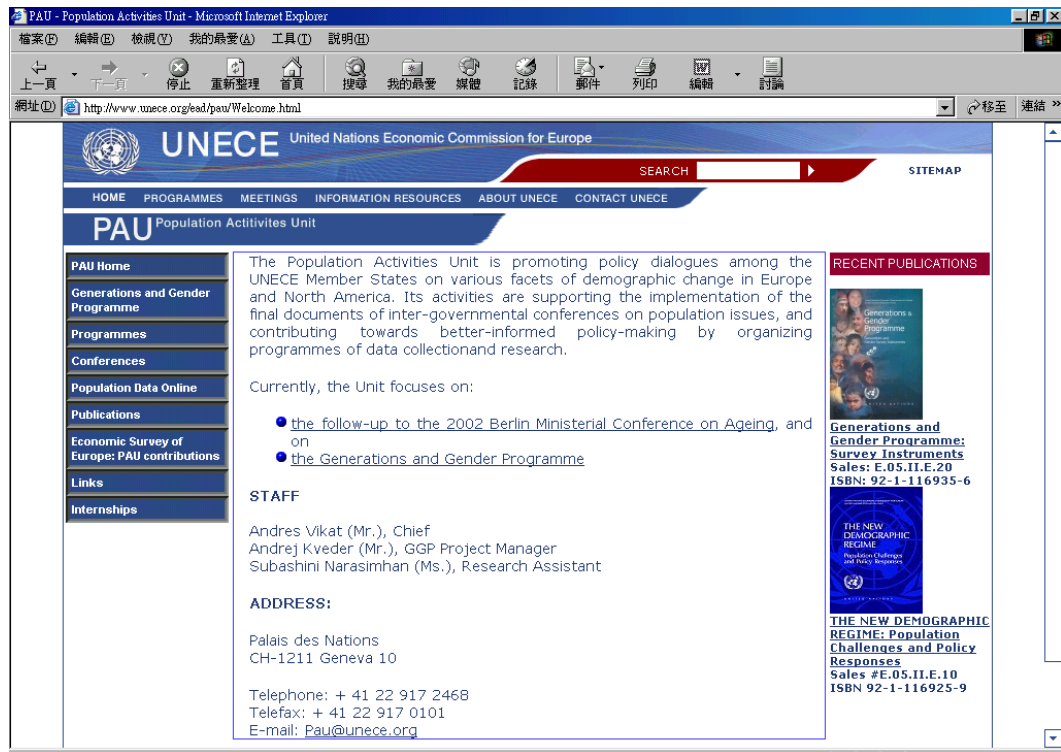 PAU - Population Activities Unit - Microsoft Internet Explorer
檔案(F) 編輯(E) 檢視(V) 我的最愛(A) 工具(T) 說明(H)
上一頁 下一頁 停止 重新整理 首頁 搜尋 我的最愛 媒體 記錄 郵件 列印 編輯 討論
網址(D) http://www.unece.org/ead/pau/Welcome.html 移至 連結 »
UNECE United Nations Economic Commission for Europe
SEARCH SITEMAP
HOME PROGRAMMES MEETINGS INFORMATION RESOURCES ABOUT UNECE CONTACT UNECE
PAU Population Actitivites Unit
PAU Home
Generations and Gender
Programme
Programmes
Conferences
Population Data Online
Publications
Economic Survey of
Europe: PAU contributions
Links
Internships
The Population Activities Unit is promoting policy dialogues among the
UNECE Member States on various facets of demographic change in Europe
and North America. Its activities are supporting the implementation of the
final documents of inter-governmental conferences on population issues, and
contributing towards better-informed policy-making by organizing
programmes of data collectionand research.
Currently, the Unit focuses on:
the follow-up to the 2002 Berlin Ministerial Conference on Ageing, and
on
the Generations and Gender Programme
STAFF
Andres Vikat (Mr.), Chief
Andrej Kveder (Mr.), GGP Project Manager
Subashini Narasimhan (Ms.), Research Assistant
ADDRESS:
Palais des Nations
CH-1211 Geneva 10
Telephone: + 41 22 917 2468
Telefax: + 41 22 917 0101
E-mail: Pau@unece.org
RECENT PUBLICATIONS
Generations &
Gender
Programme
UNITED NATIONS
Generations and
Gender Programme:
Survey Instruments
Sales: E.05.II.E.20
ISBN: 92-1-116935-6
THE NEW
DEMOGRAPHIC
REGIME
Population Challenges
and Policy Responses
THE NEW DEMOGRAPHIC
REGIME: Population
Challenges and Policy
Responses
Sales #E.05.II.E.10
ISBN 92-1-116925-9